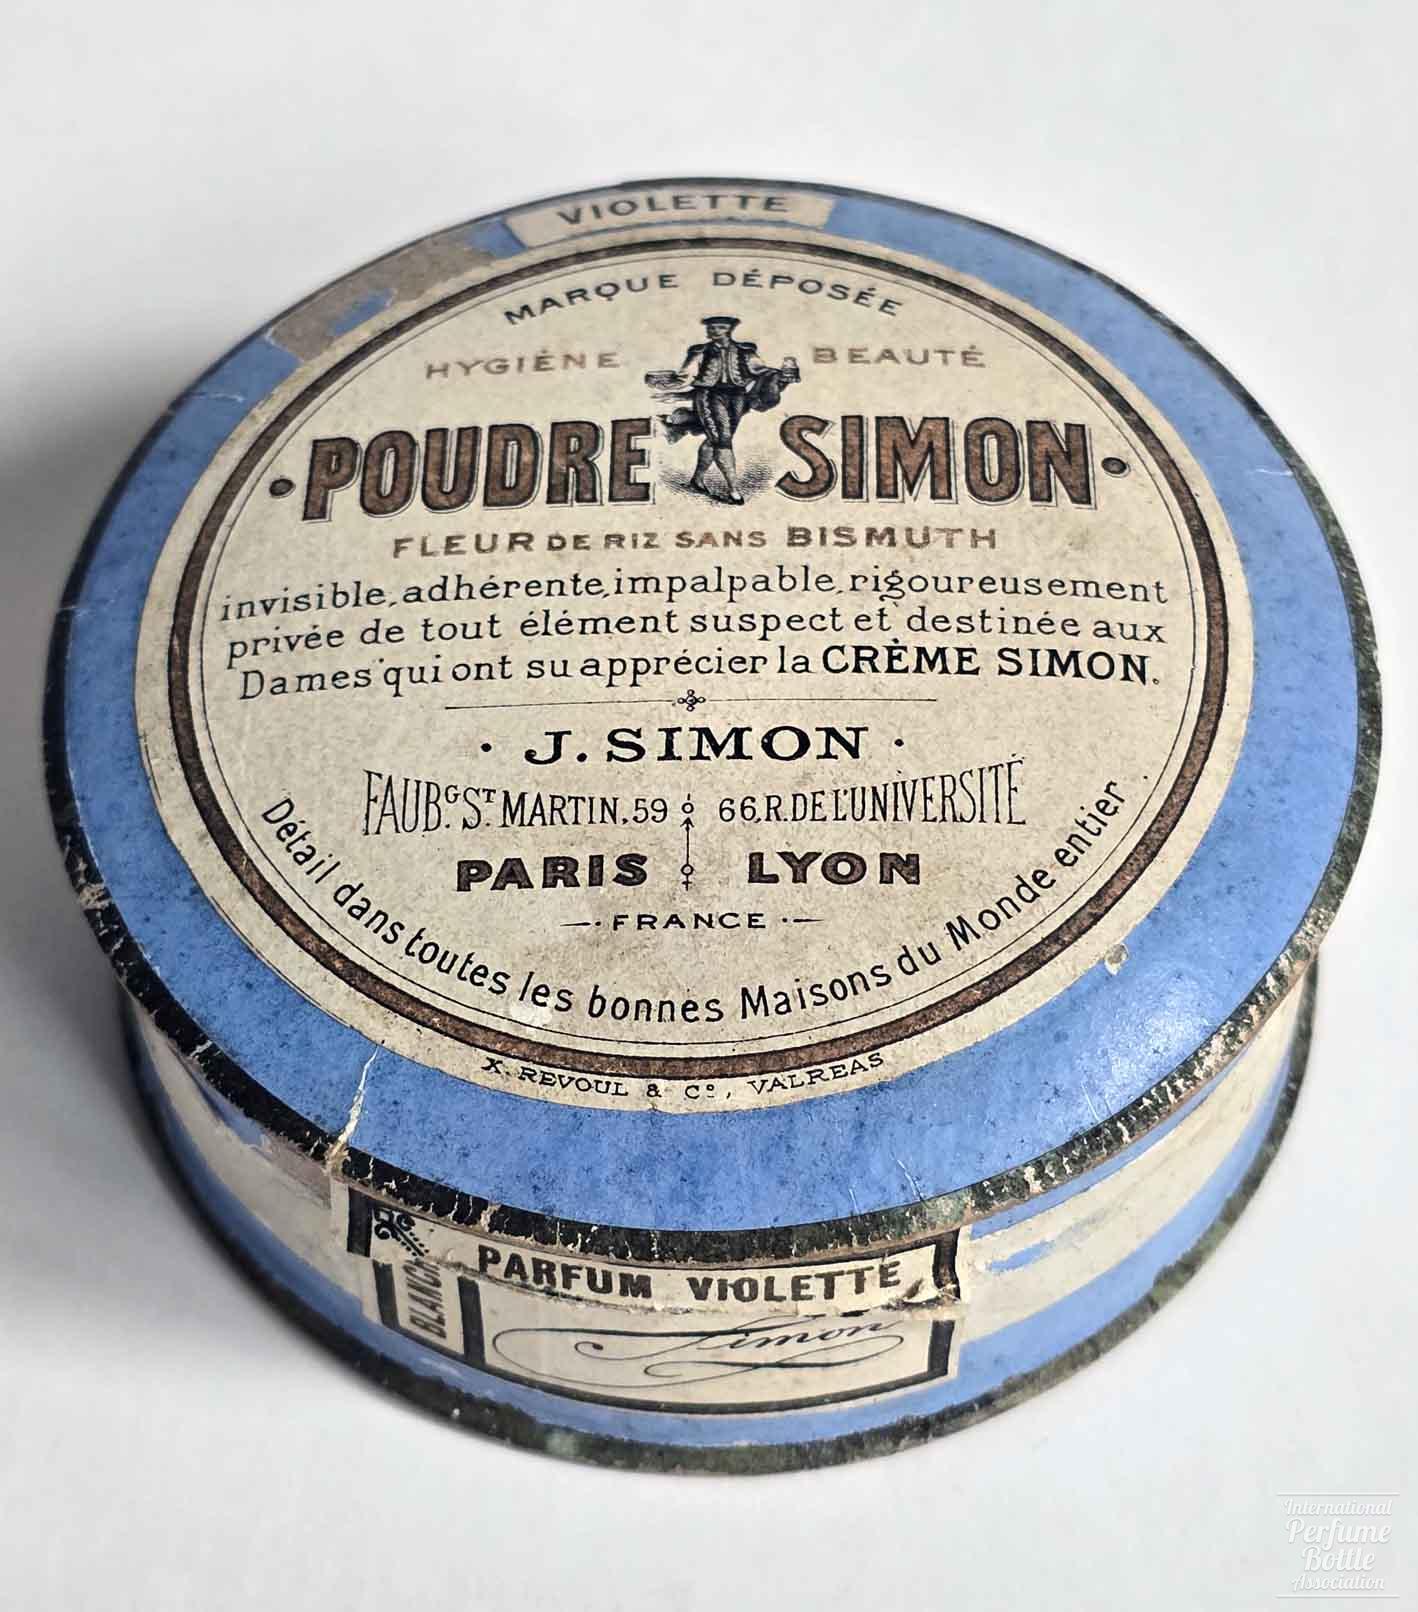 VIOLETTE
MARQUE DÉPOSÉE
HYGIÈNE BEAUTÉ
· POUDRE SIMON ·
FLEUR DE RIZ SANS BISMUTH
invisible, adhérente, impalpable, rigoureusement
privée de tout élément suspect et destinée aux
Dames qui ont su apprécier la CRÈME SIMON.
· J. SIMON ·
FAUBG. ST. MARTIN. 59 66, R. DE L'UNIVERSITÉ
PARIS LYON
—· FRANCE ·—
Détail dans toutes les bonnes Maisons du Monde entier.
X. REVOUL & Co, VALREAS
PARFUM VIOLETTE
Simon
International
Perfume
Bottle
Association